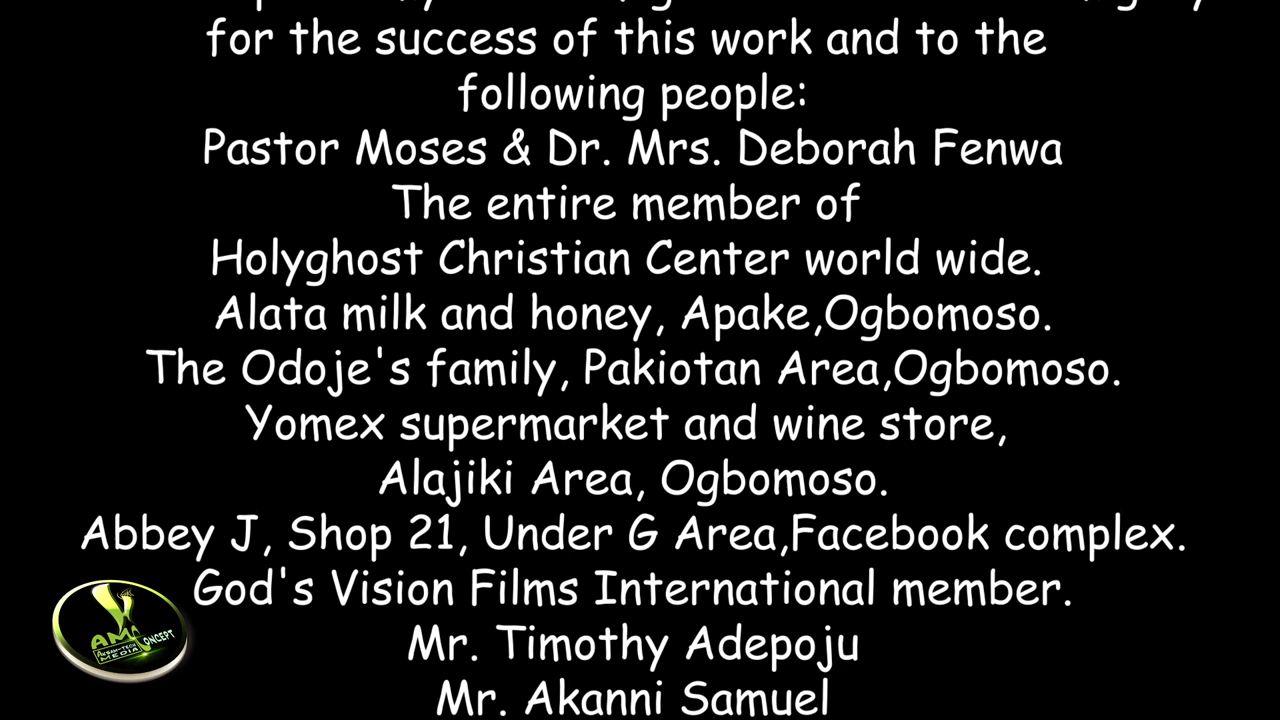 for the success of this work and to the
following people:
Pastor Moses & Dr. Mrs. Deborah Fenwa
The entire member of
Holyghost Christian Center world wide.
Alata milk and honey, Apake,Ogbomoso.
The Odoje's family, Pakiotan Area,Ogbomoso.
Yomex supermarket and wine store,
Alajiki Area, Ogbomoso.
Abbey J, Shop 21, Under G Area,Facebook complex.
God's Vision Films International member.
Mr. Timothy Adepoju
Mr. Akanni Samuel
AMA
ONCEPT
MEDIA